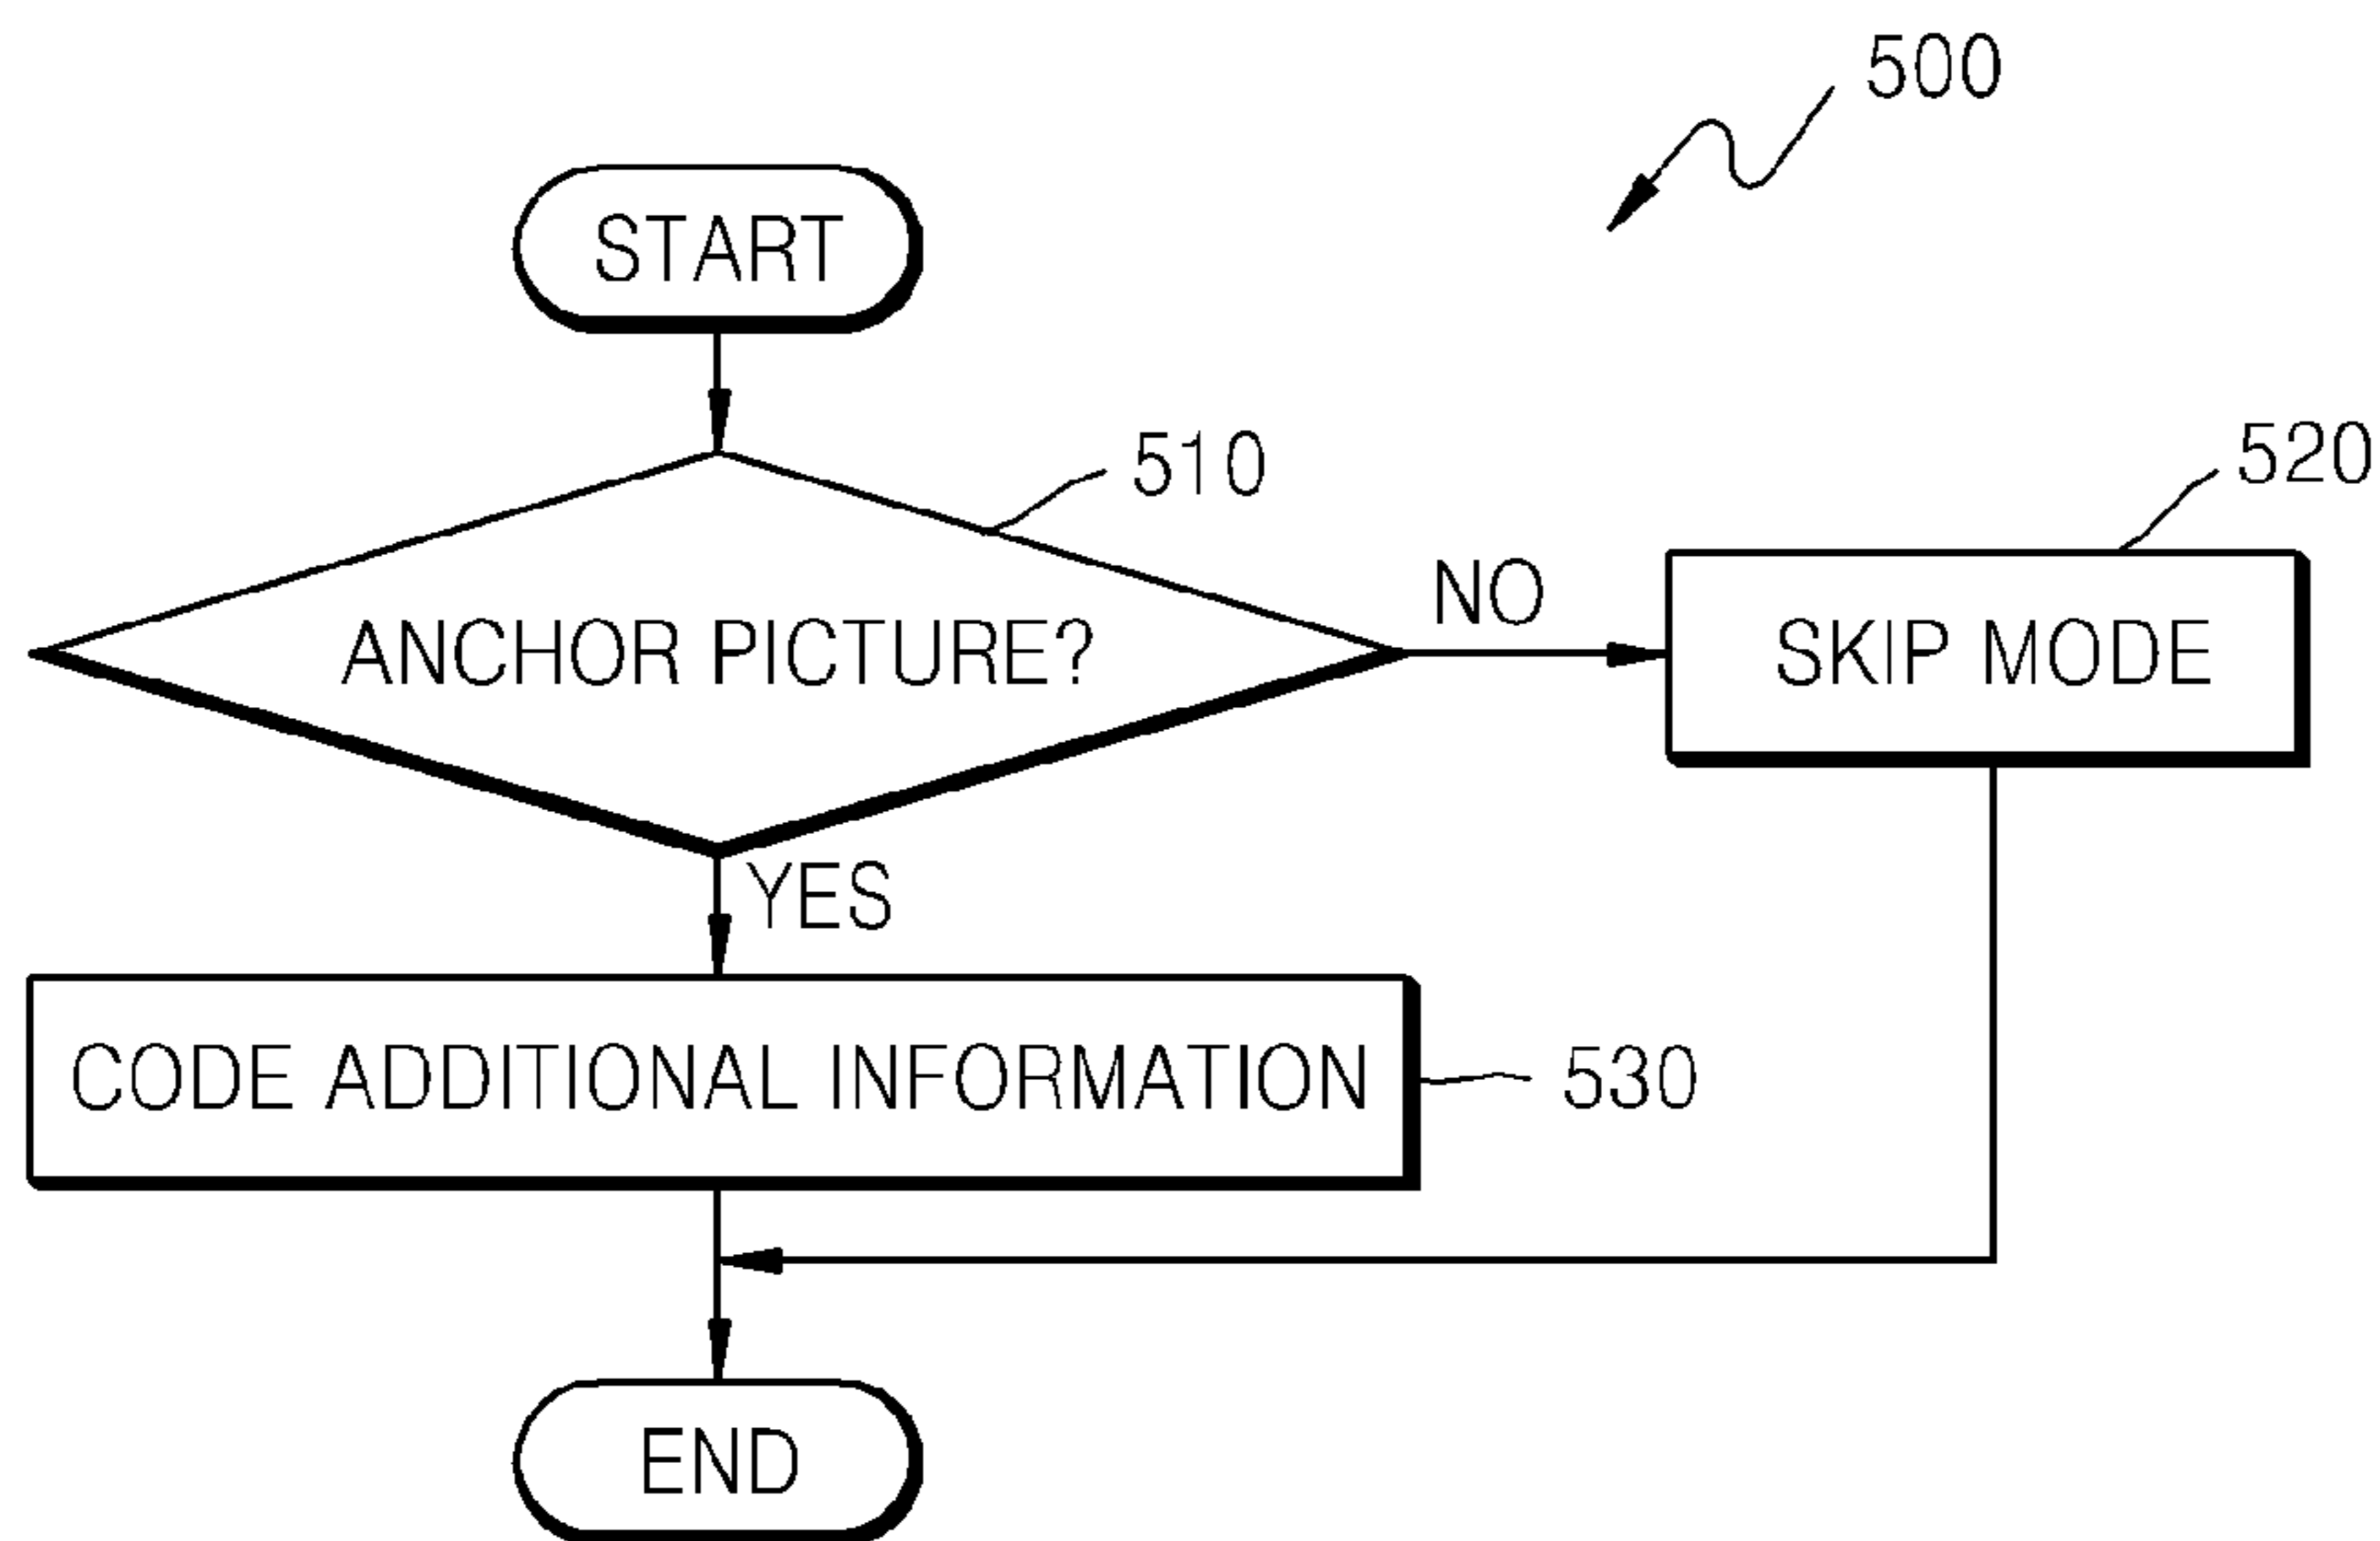 500
START
510
520
NO
ANCHOR PICTURE?
SKIP MODE
YES
CODE ADDITIONAL INFORMATION
530
END